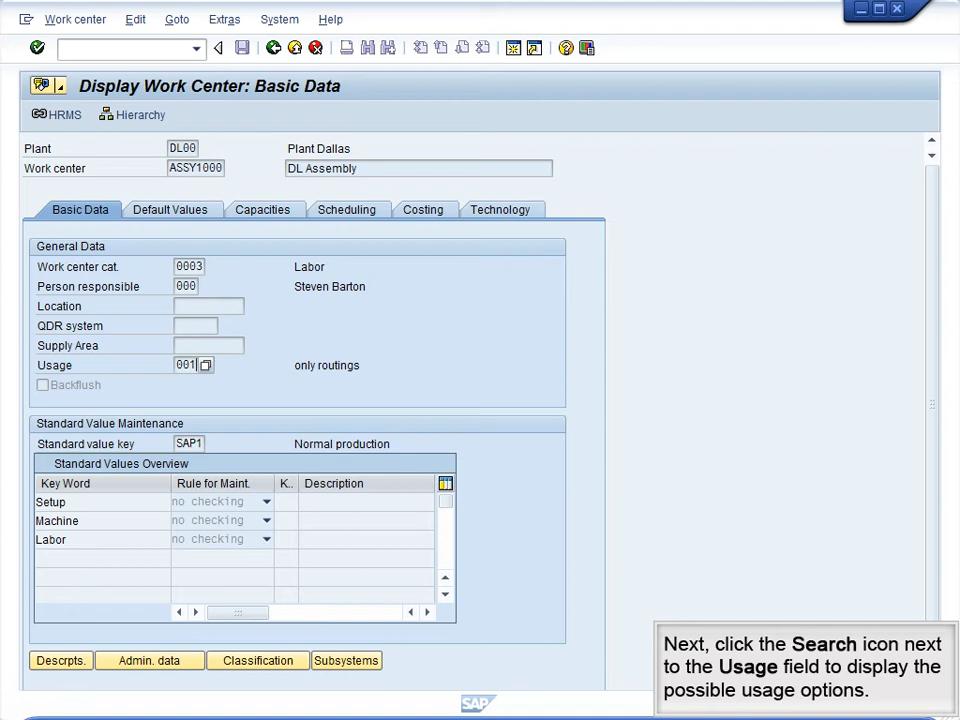 Work center Edit Goto Extras System Help
Display Work Center: Basic Data
HRMS Hierarchy
Plant DL00 Plant Dallas
Work center ASSY1000 DL Assembly
Basic Data Default Values Capacities Scheduling Costing Technology
General Data
Work center cat. 0003 Labor
Person responsible 000 Steven Barton
Location
QDR system
Supply Area
Usage 001 only routings
Backflush
Standard Value Maintenance
Standard value key SAP1 Normal production
Standard Values Overview
Key Word Rule for Maint. K.. Description
Setup no checking
Machine no checking
Labor no checking
Descrpts. Admin. data Classification Subsystems
Next, click the Search icon next
to the Usage field to display the
possible usage options.
SAP